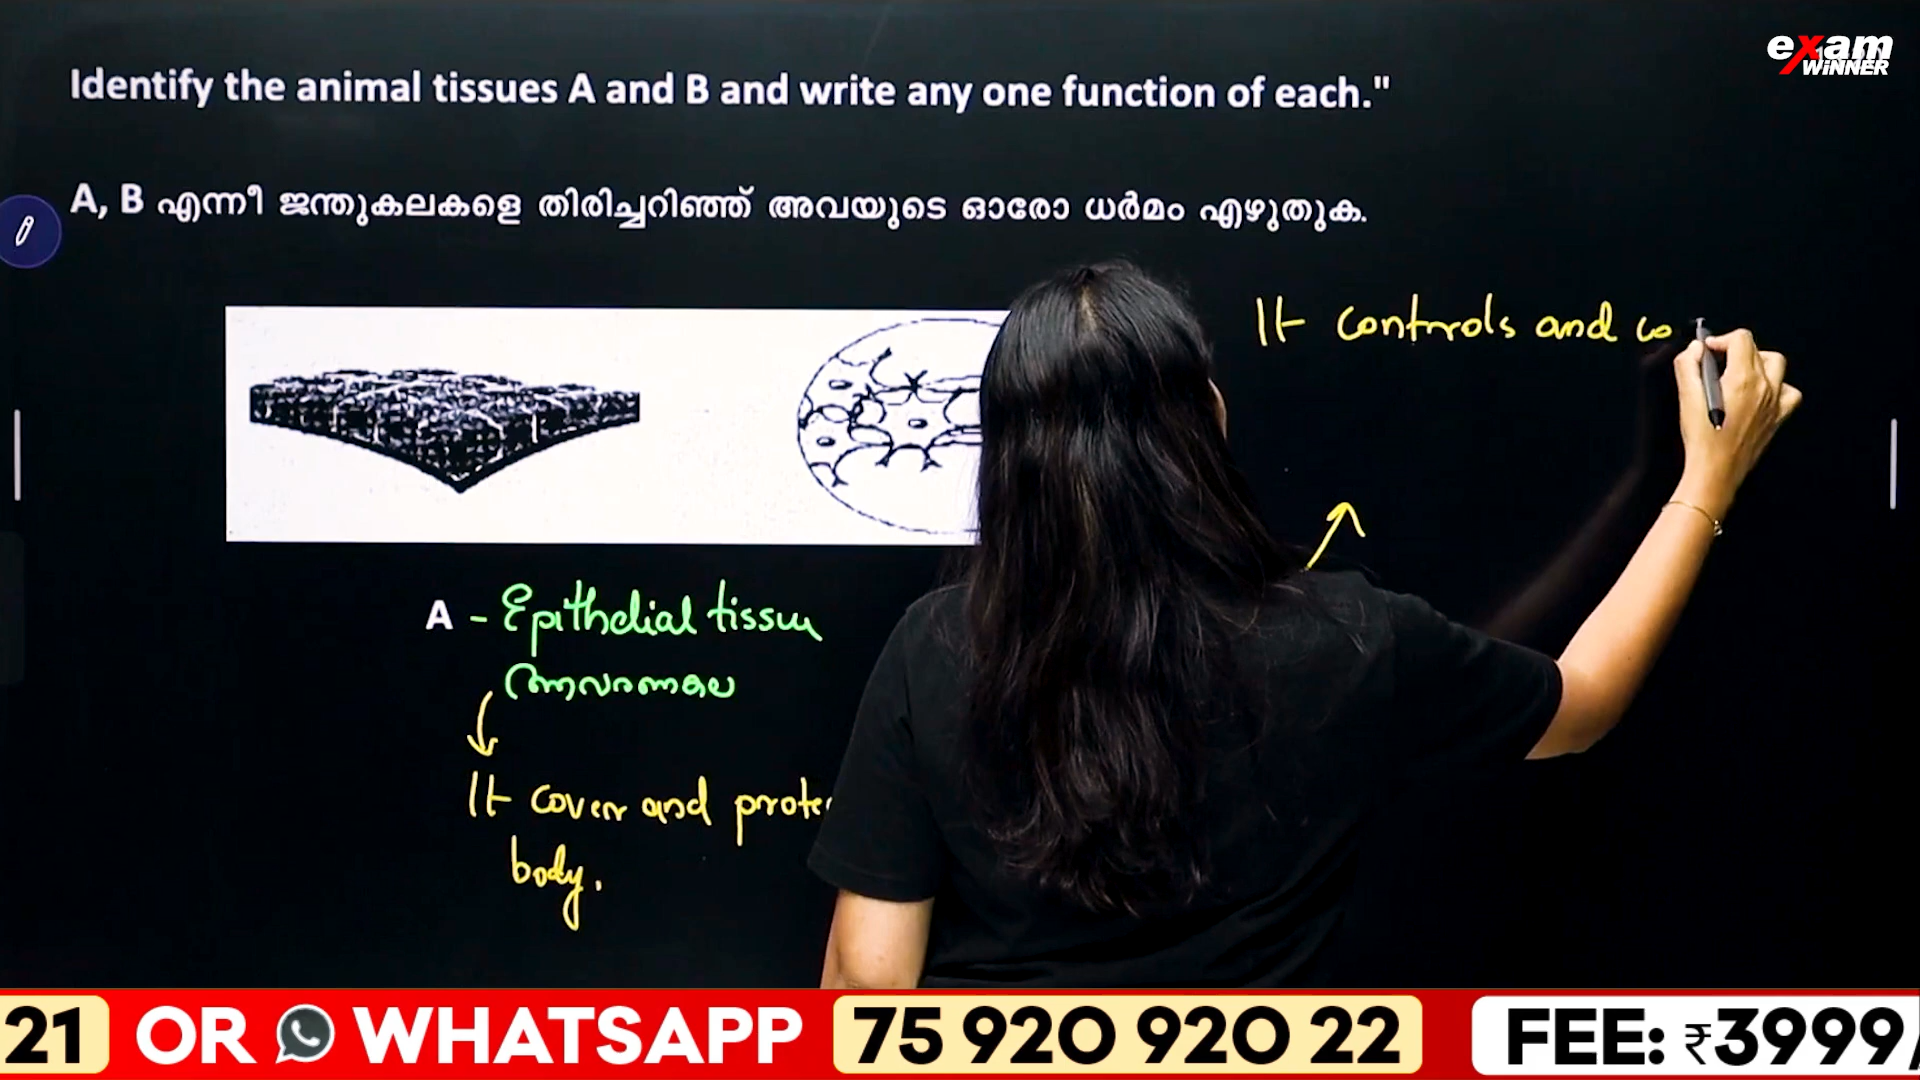 exam
WINNER
Identify the animal tissues A and B and write any one function of each."
A, B എന്നീ ജന്തുകലകളെ തിരിച്ചറിഞ്ഞ് അവയുടെ ഓരോ ധർമം എഴുതുക.
It controls and co
A - Epithelial tissue
ആവരണകല
It cover and prote
body.
21 OR WHATSAPP 75 920 920 22 FEE: ₹3999/